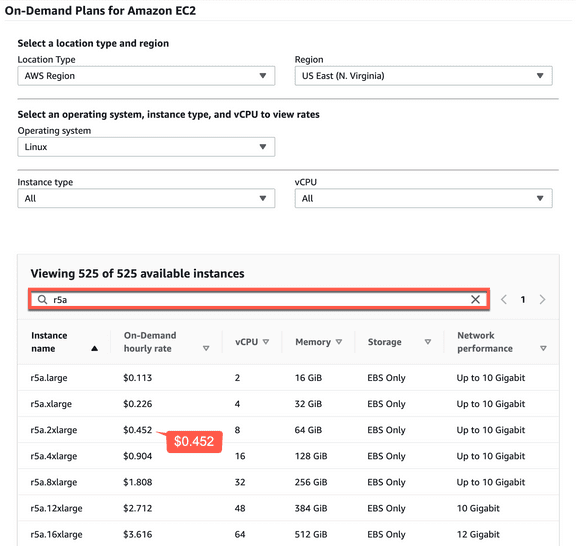 On-Demand Plans for Amazon EC2
Select a location type and region
Location Type
Region
AWS Region
US East (N. Virginia)
Select an operating system, instance type, and vCPU to view rates
Operating system
Linux
Instance type
vCPU
All
All
Viewing 525 of 525 available instances
r5a
1
Instance name
On-Demand hourly rate
vCPU
Memory
Storage
Network performance
r5a.large $0.113 2 16 GiB EBS Only Up to 10 Gigabit
r5a.xlarge $0.226 4 32 GiB EBS Only Up to 10 Gigabit
r5a.2xlarge $0.452 8 64 GiB EBS Only Up to 10 Gigabit
$0.452
r5a.4xlarge $0.904 16 128 GiB EBS Only Up to 10 Gigabit
r5a.8xlarge $1.808 32 256 GiB EBS Only Up to 10 Gigabit
r5a.12xlarge $2.712 48 384 GiB EBS Only 10 Gigabit
r5a.16xlarge $3.616 64 512 GiB EBS Only 12 Gigabit